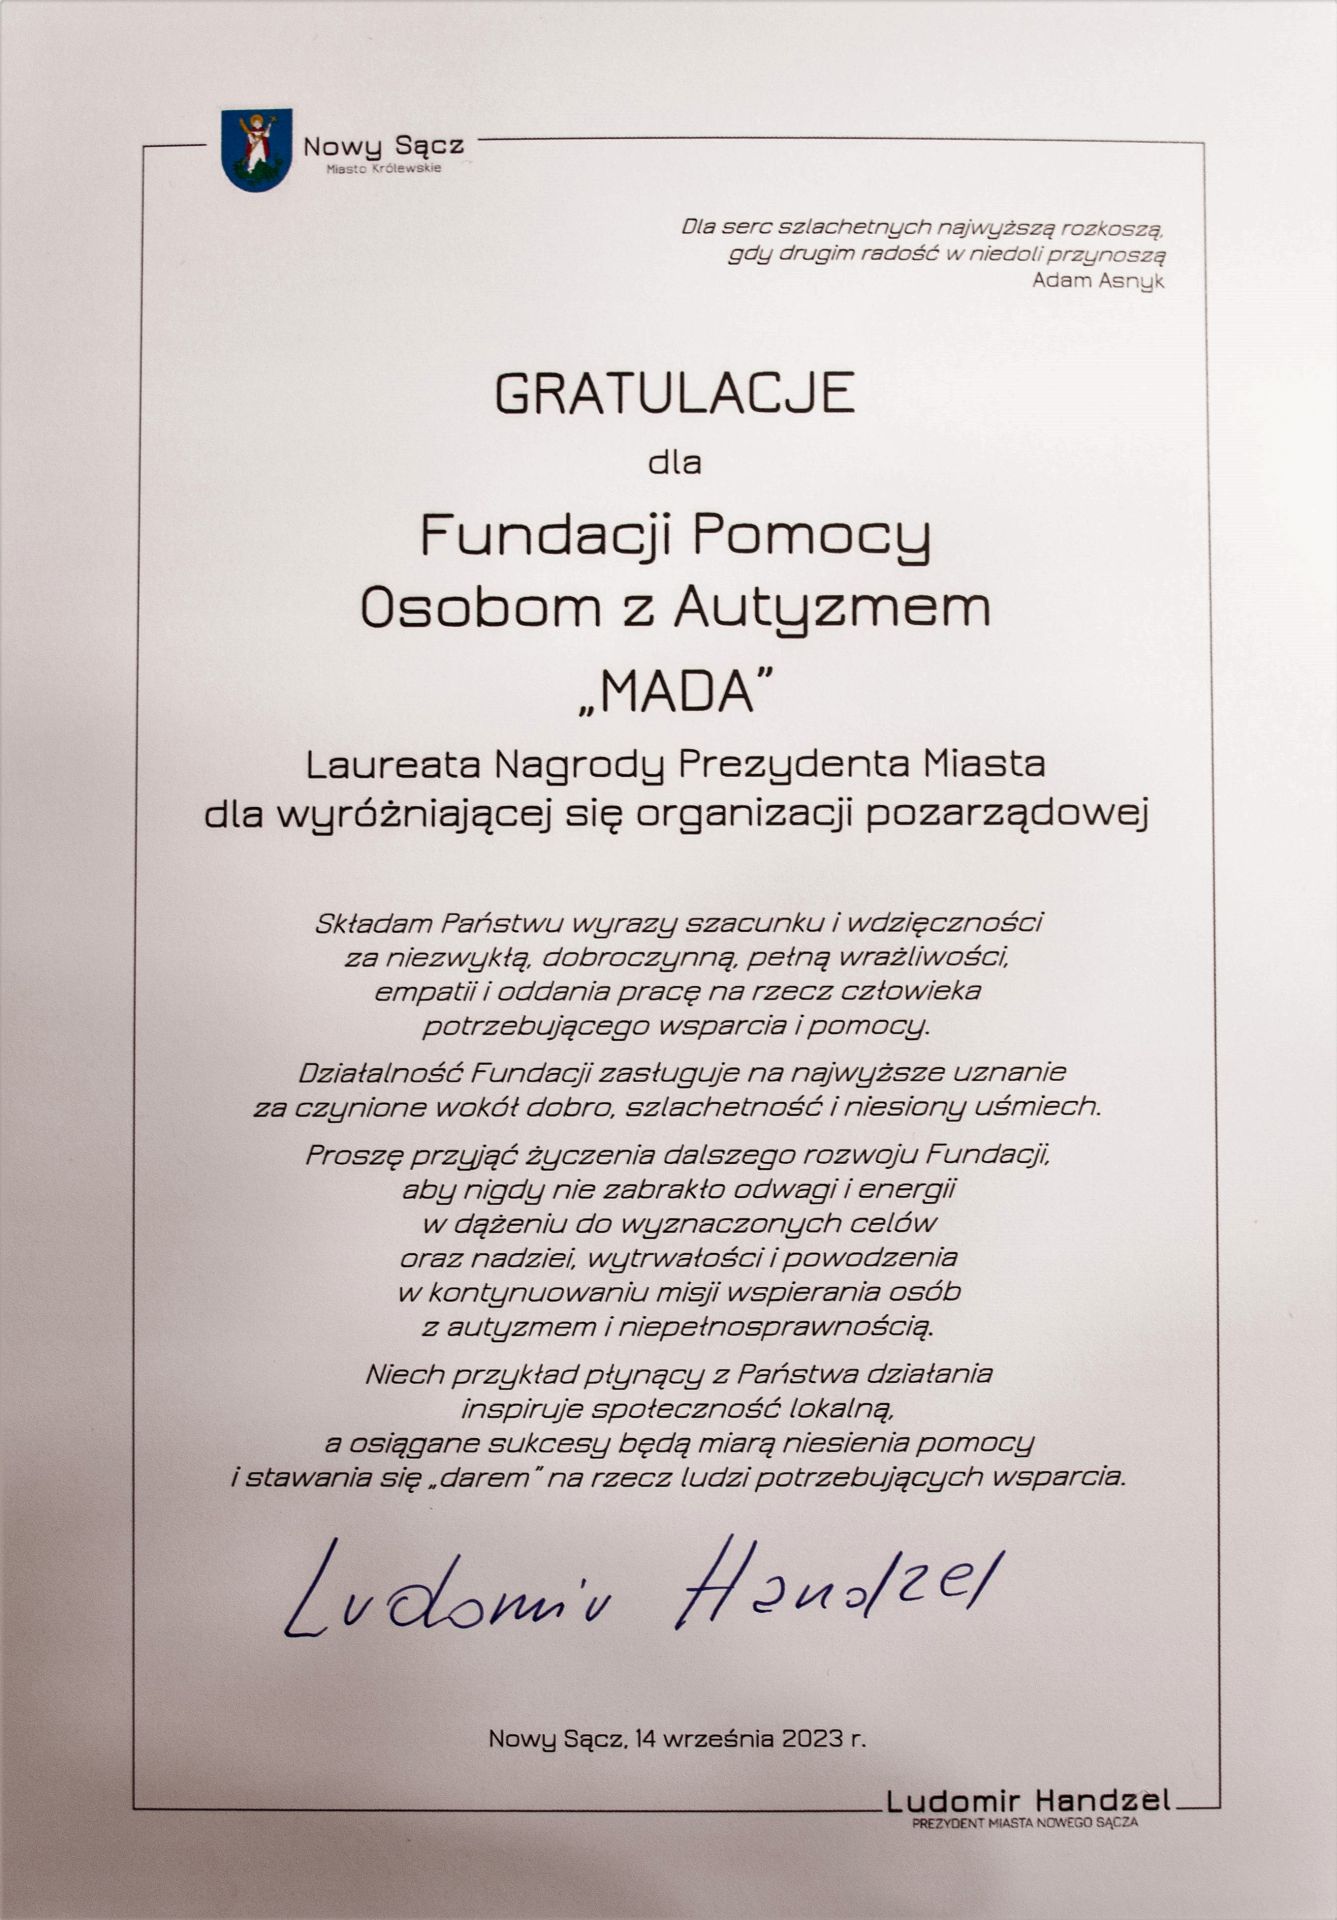 Nowy Sącz
Miasto Królewskie
Dla serc szlachetnych najwyższą rozkoszą,
gdy drugim radość w niedoli przynoszą
Adam Asnyk
GRATULACJE
dla
Fundacji Pomocy
Osobom z Autyzmem
„MADA”
Laureata Nagrody Prezydenta Miasta
dla wyróżniającej się organizacji pozarządowej
Składam Państwu wyrazy szacunku i wdzięczności
za niezwykłą, dobroczynną, pełną wrażliwości,
empatii i oddania pracę na rzecz człowieka
potrzebującego wsparcia i pomocy.
Działalność Fundacji zasługuje na najwyższe uznanie
za czynione wokół dobro, szlachetność i niesiony uśmiech.
Proszę przyjąć życzenia dalszego rozwoju Fundacji,
aby nigdy nie zabrakło odwagi i energii
w dążeniu do wyznaczonych celów
oraz nadziei, wytrwałości i powodzenia
w kontynuowaniu misji wspierania osób
z autyzmem i niepełnosprawnością.
Niech przykład płynący z Państwa działania
inspiruje społeczność lokalną,
a osiągane sukcesy będą miarą niesienia pomocy
i stawania się „darem” na rzecz ludzi potrzebujących wsparcia.
Ludomir Handzel
Nowy Sącz, 14 września 2023 r.
Ludomir Handzel
PREZYDENT MIASTA NOWEGO SĄCZA